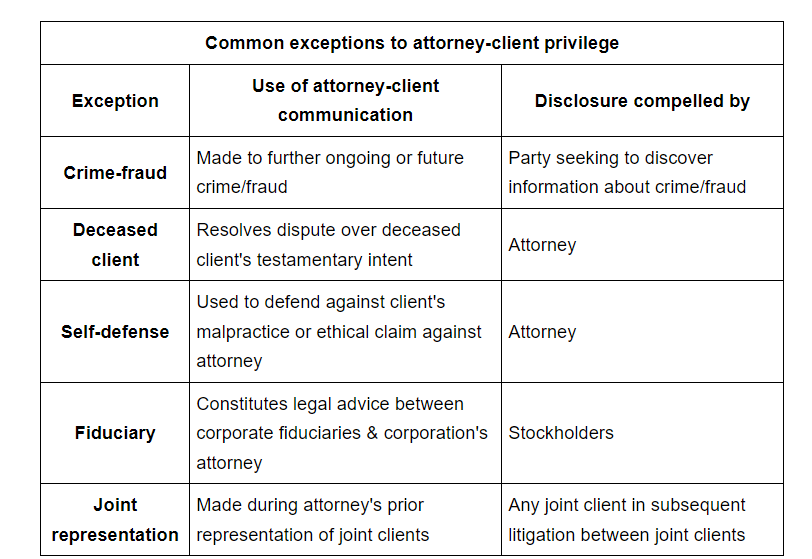 Common exceptions to attorney-client privilege
Exception
Use of attorney-client
communication
Disclosure compelled by
Crime-fraud
Made to further ongoing or future
crime/fraud
Party seeking to discover
information about crime/fraud
Deceased
client
Resolves dispute over deceased
client's testamentary intent
Attorney
Self-defense
Used to defend against client's
malpractice or ethical claim against
attorney
Attorney
Fiduciary
Constitutes legal advice between
corporate fiduciaries & corporation's
attorney
Stockholders
Joint
representation
Made during attorney's prior
representation of joint clients
Any joint client in subsequent
litigation between joint clients